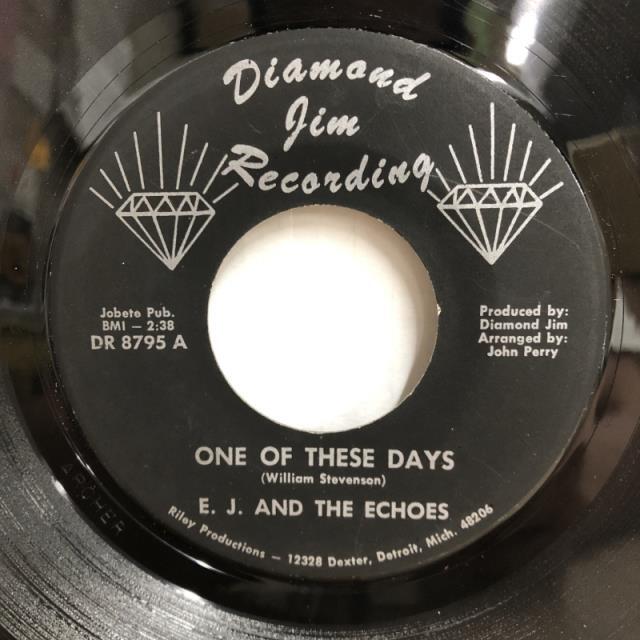 Diamond
Jim
Recording
Jobete Pub.
BMI — 2:38
DR 8795 A
Produced by:
Diamond Jim
Arranged by:
John Perry
ONE OF THESE DAYS
(William Stevenson)
E. J. AND THE ECHOES
Riley Productions — 12328 Dexter, Detroit, Mich. 48206
ARCHER